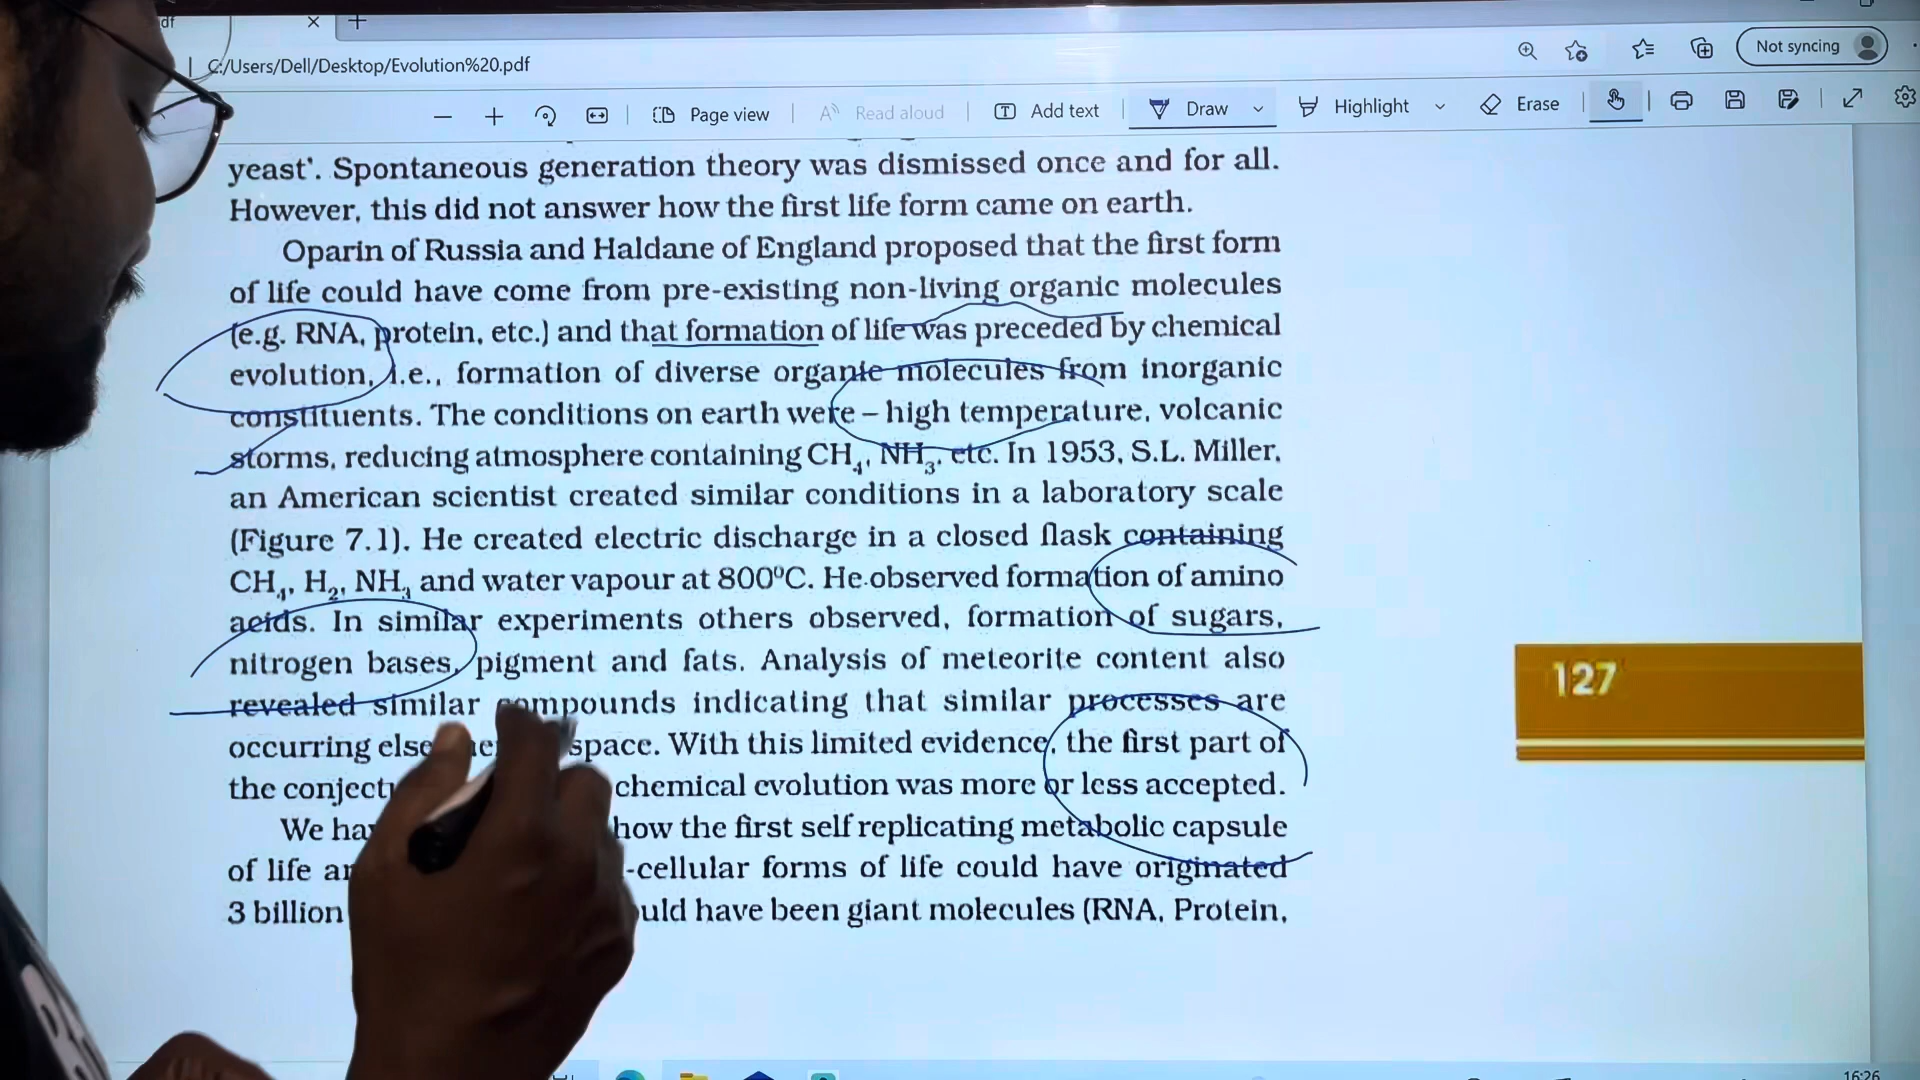 df
C:/Users/Dell/Desktop/Evolution%20.pdf
Not syncing
Page view
Read aloud
Add text
Draw
Highlight
Erase
yeast'. Spontaneous generation theory was dismissed once and for all.
However, this did not answer how the first life form came on earth.
Oparin of Russia and Haldane of England proposed that the first form
of life could have come from pre-existing non-living organic molecules
(e.g. RNA, protein, etc.) and that formation of life was preceded by chemical
evolution, i.e., formation of diverse organic molecules from inorganic
constituents. The conditions on earth were – high temperature, volcanic
storms, reducing atmosphere containing CH₄, NH₃, etc. In 1953, S.L. Miller,
an American scientist created similar conditions in a laboratory scale
(Figure 7.1). He created electric discharge in a closed flask containing
CH₄, H₂, NH₃ and water vapour at 800⁰C. He observed formation of amino
acids. In similar experiments others observed, formation of sugars,
nitrogen bases, pigment and fats. Analysis of meteorite content also
revealed similar compounds indicating that similar processes are
occurring else space. With this limited evidence, the first part of
the chemical evolution was more or less accepted.
We how the first self replicating metabolic capsule
of life -cellular forms of life could have originated
3 billion have been giant molecules (RNA, Protein,
127
16:26